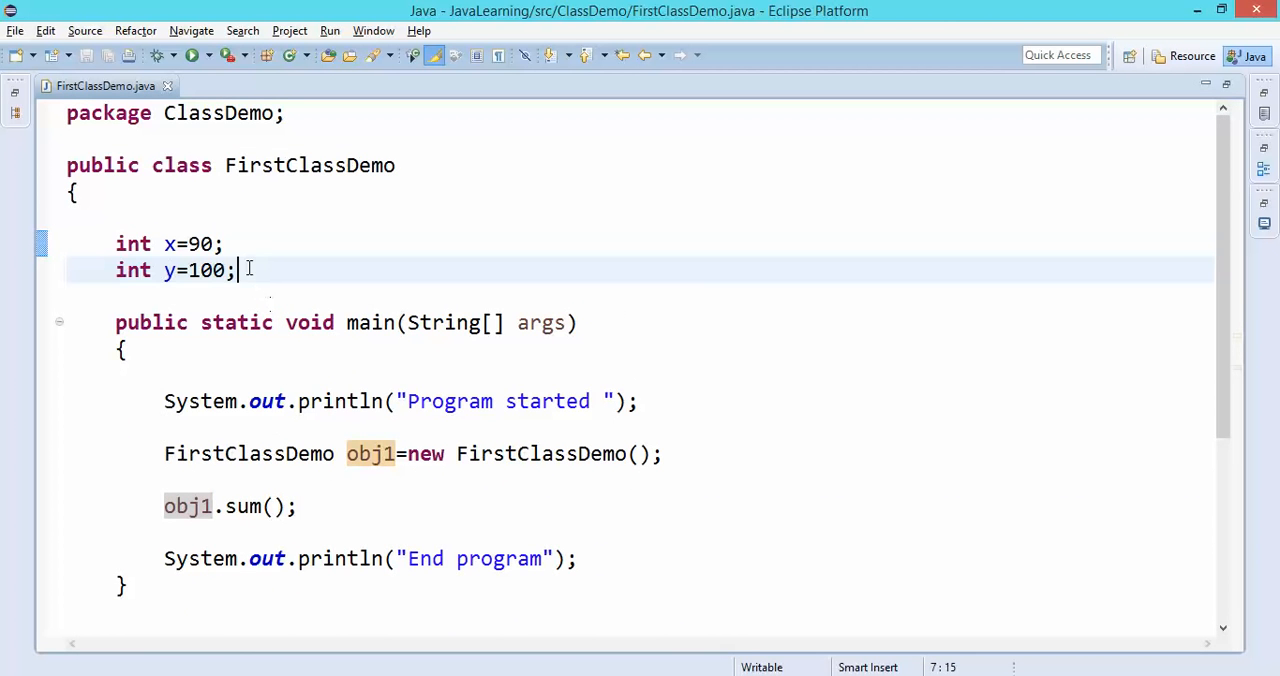 Java - JavaLearning/src/ClassDemo/FirstClassDemo.java - Eclipse Platform
File Edit Source Refactor Navigate Search Project Run Window Help
Quick Access Resource Java
FirstClassDemo.java
package ClassDemo;
public class FirstClassDemo
{
int x=90;
int y=100;
public static void main(String[] args)
{
System.out.println("Program started ");
FirstClassDemo obj1=new FirstClassDemo();
obj1.sum();
System.out.println("End program");
}
Writable Smart Insert 7 : 15